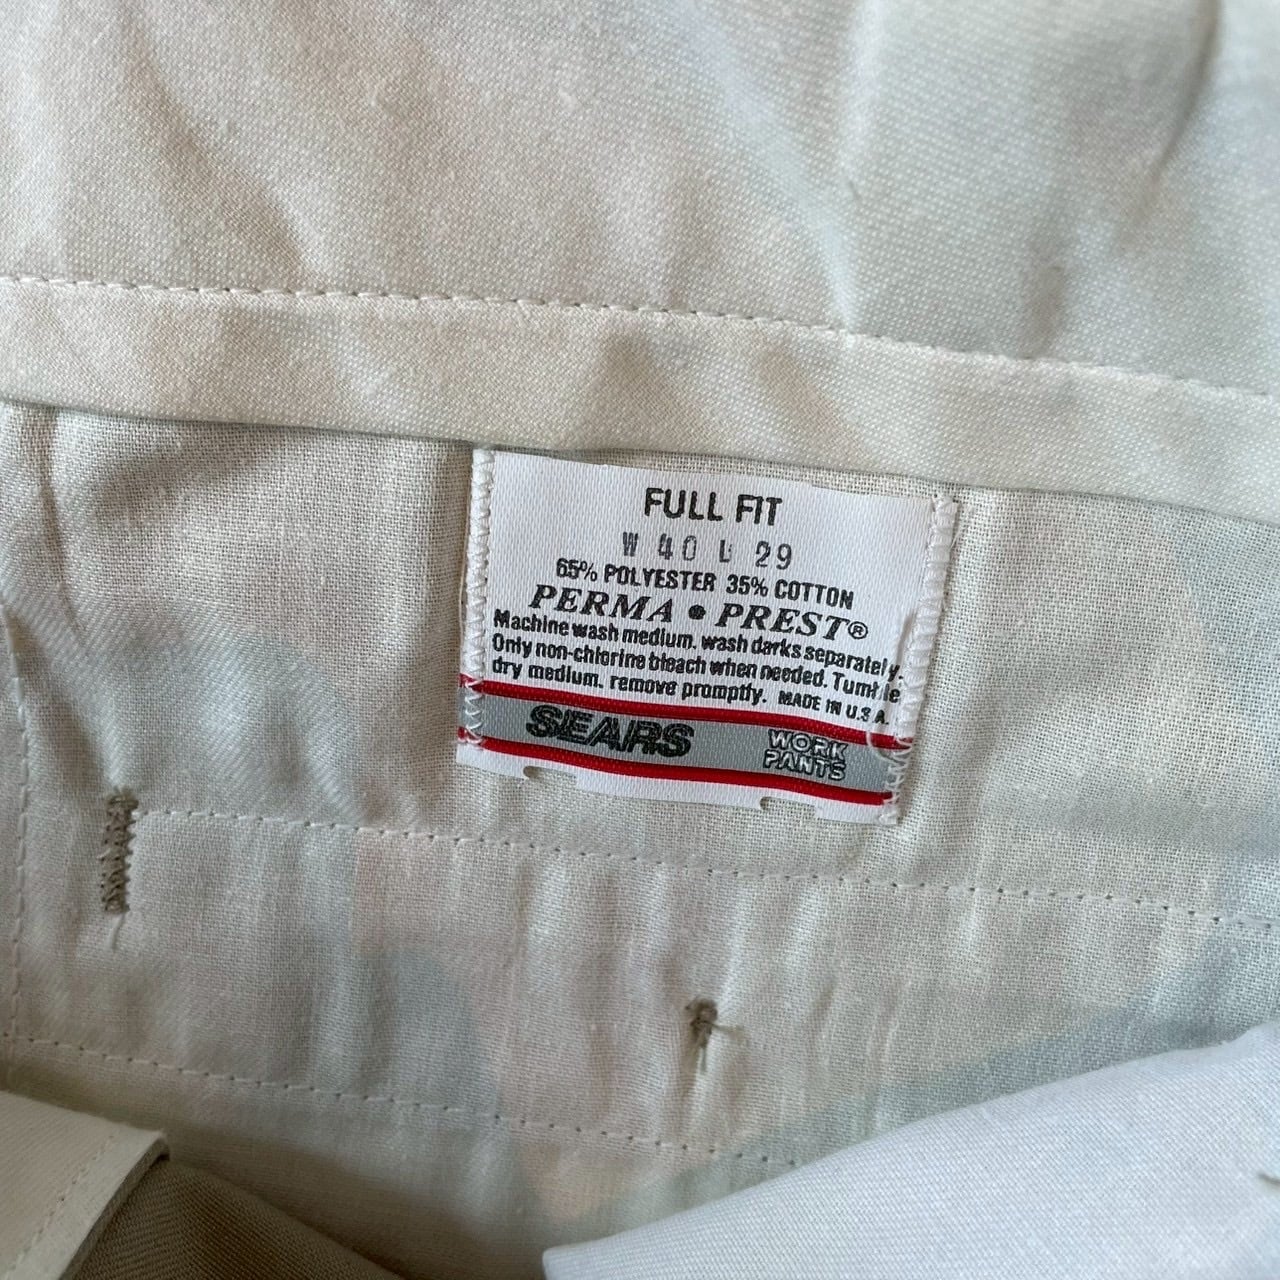 FULL FIT
W 40 L 29
65% POLYESTER 35% COTTON
PERMA • PREST®
Machine wash medium. wash darks separately.
Only non-chlorine bleach when needed. Tumble
dry medium. remove promptly. MADE IN U.S.A.
SEARS WORK
PANTS